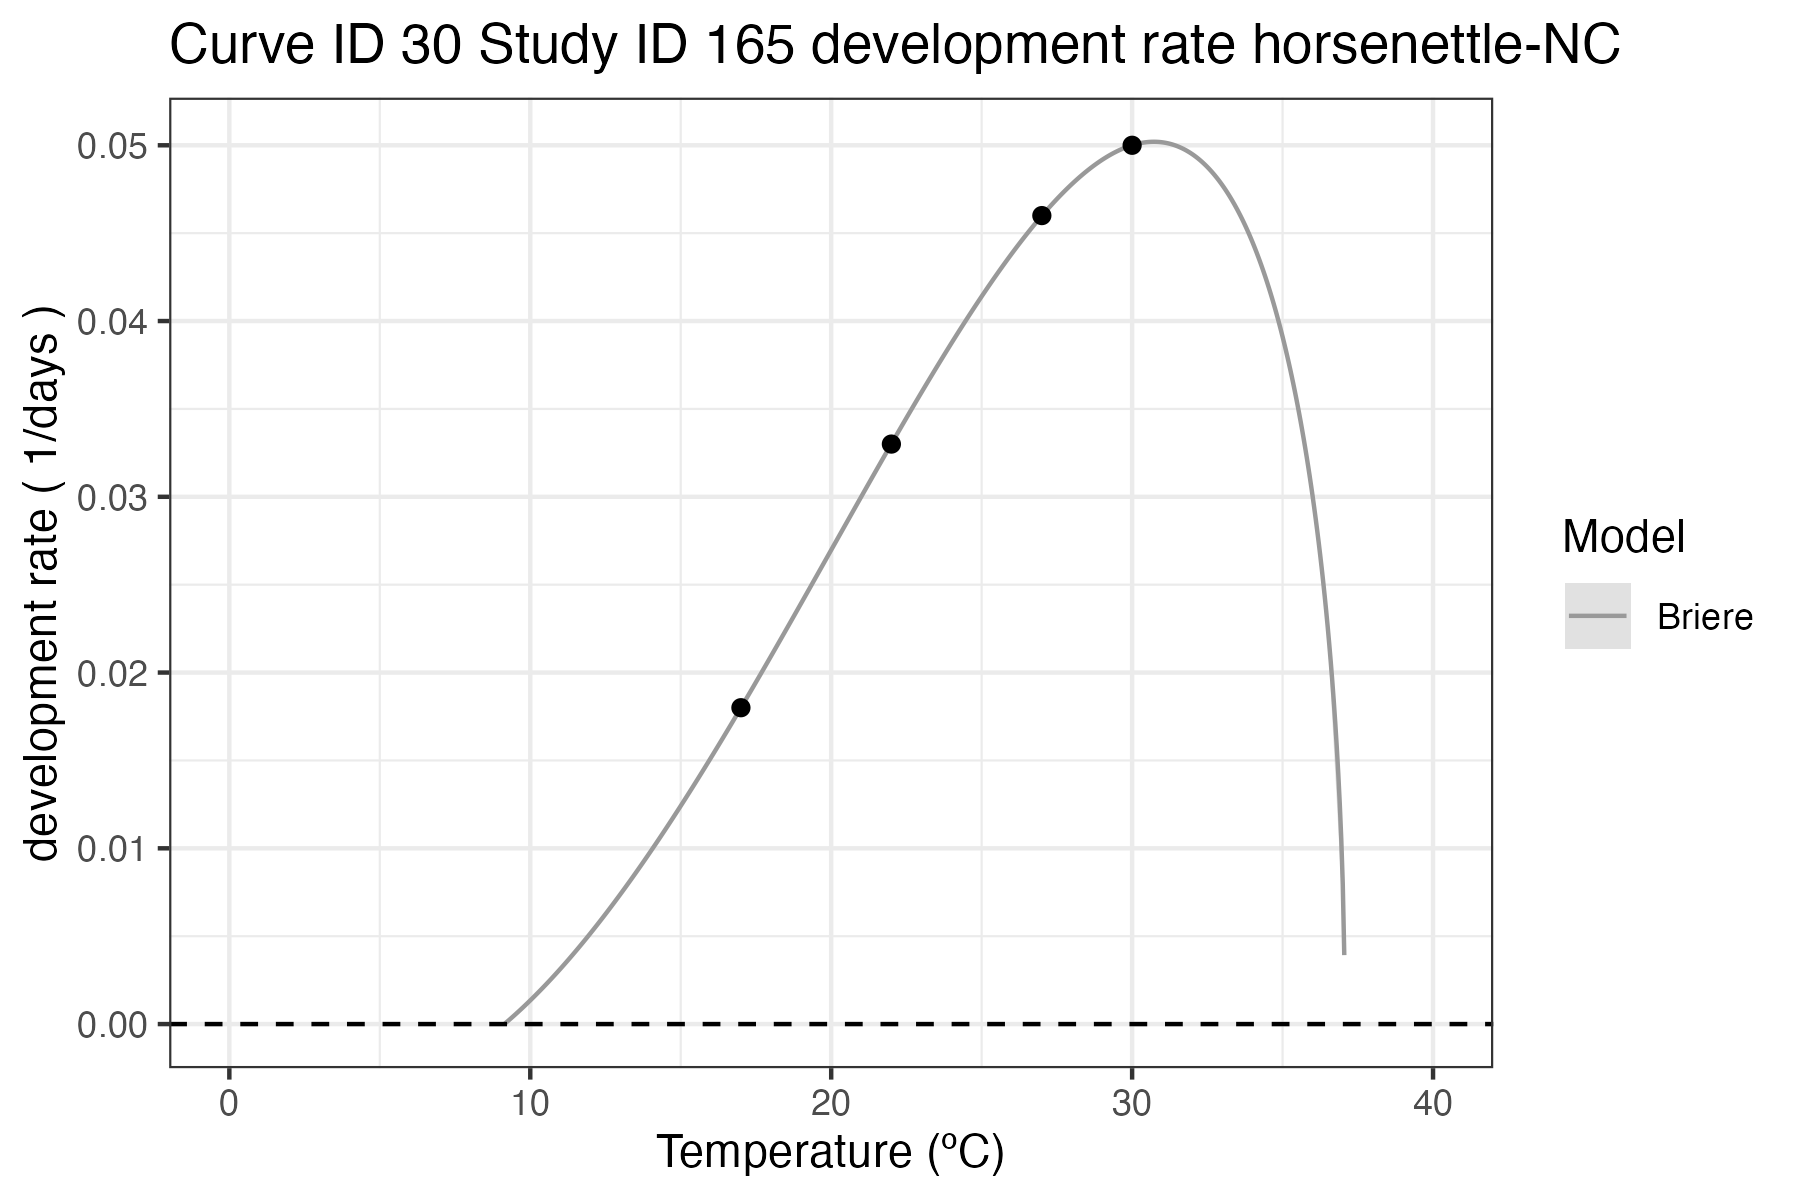 Curve ID 30 Study ID 165 development rate horsenettle-NC
development rate ( 1/days )
0.05
0.04
0.03
0.02
0.01
0.00
0 10 20 30 40
Temperature (ºC)
Model
Briere